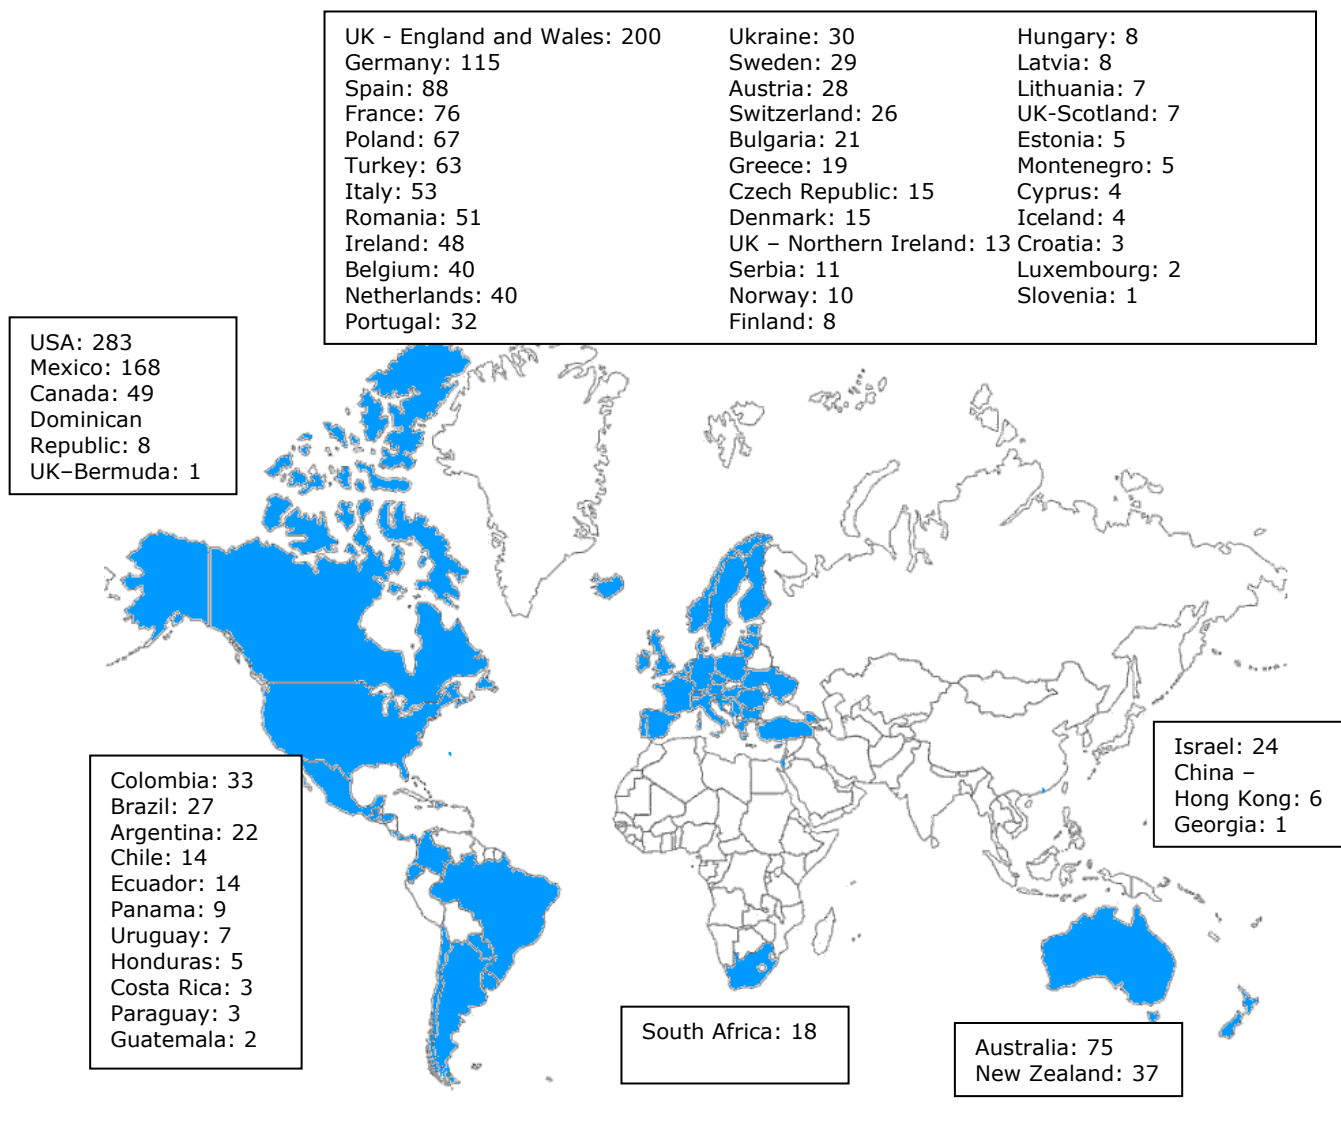 UK - England and Wales: 200
Germany: 115
Spain: 88
France: 76
Poland: 67
Turkey: 63
Italy: 53
Romania: 51
Ireland: 48
Belgium: 40
Netherlands: 40
Portugal: 32
Ukraine: 30
Sweden: 29
Austria: 28
Switzerland: 26
Bulgaria: 21
Greece: 19
Czech Republic: 15
Denmark: 15
UK – Northern Ireland: 13
Serbia: 11
Norway: 10
Finland: 8
Hungary: 8
Latvia: 8
Lithuania: 7
UK-Scotland: 7
Estonia: 5
Montenegro: 5
Cyprus: 4
Iceland: 4
Croatia: 3
Luxembourg: 2
Slovenia: 1
USA: 283
Mexico: 168
Canada: 49
Dominican
Republic: 8
UK–Bermuda: 1
Israel: 24
China –
Hong Kong: 6
Georgia: 1
Colombia: 33
Brazil: 27
Argentina: 22
Chile: 14
Ecuador: 14
Panama: 9
Uruguay: 7
Honduras: 5
Costa Rica: 3
Paraguay: 3
Guatemala: 2
South Africa: 18
Australia: 75
New Zealand: 37